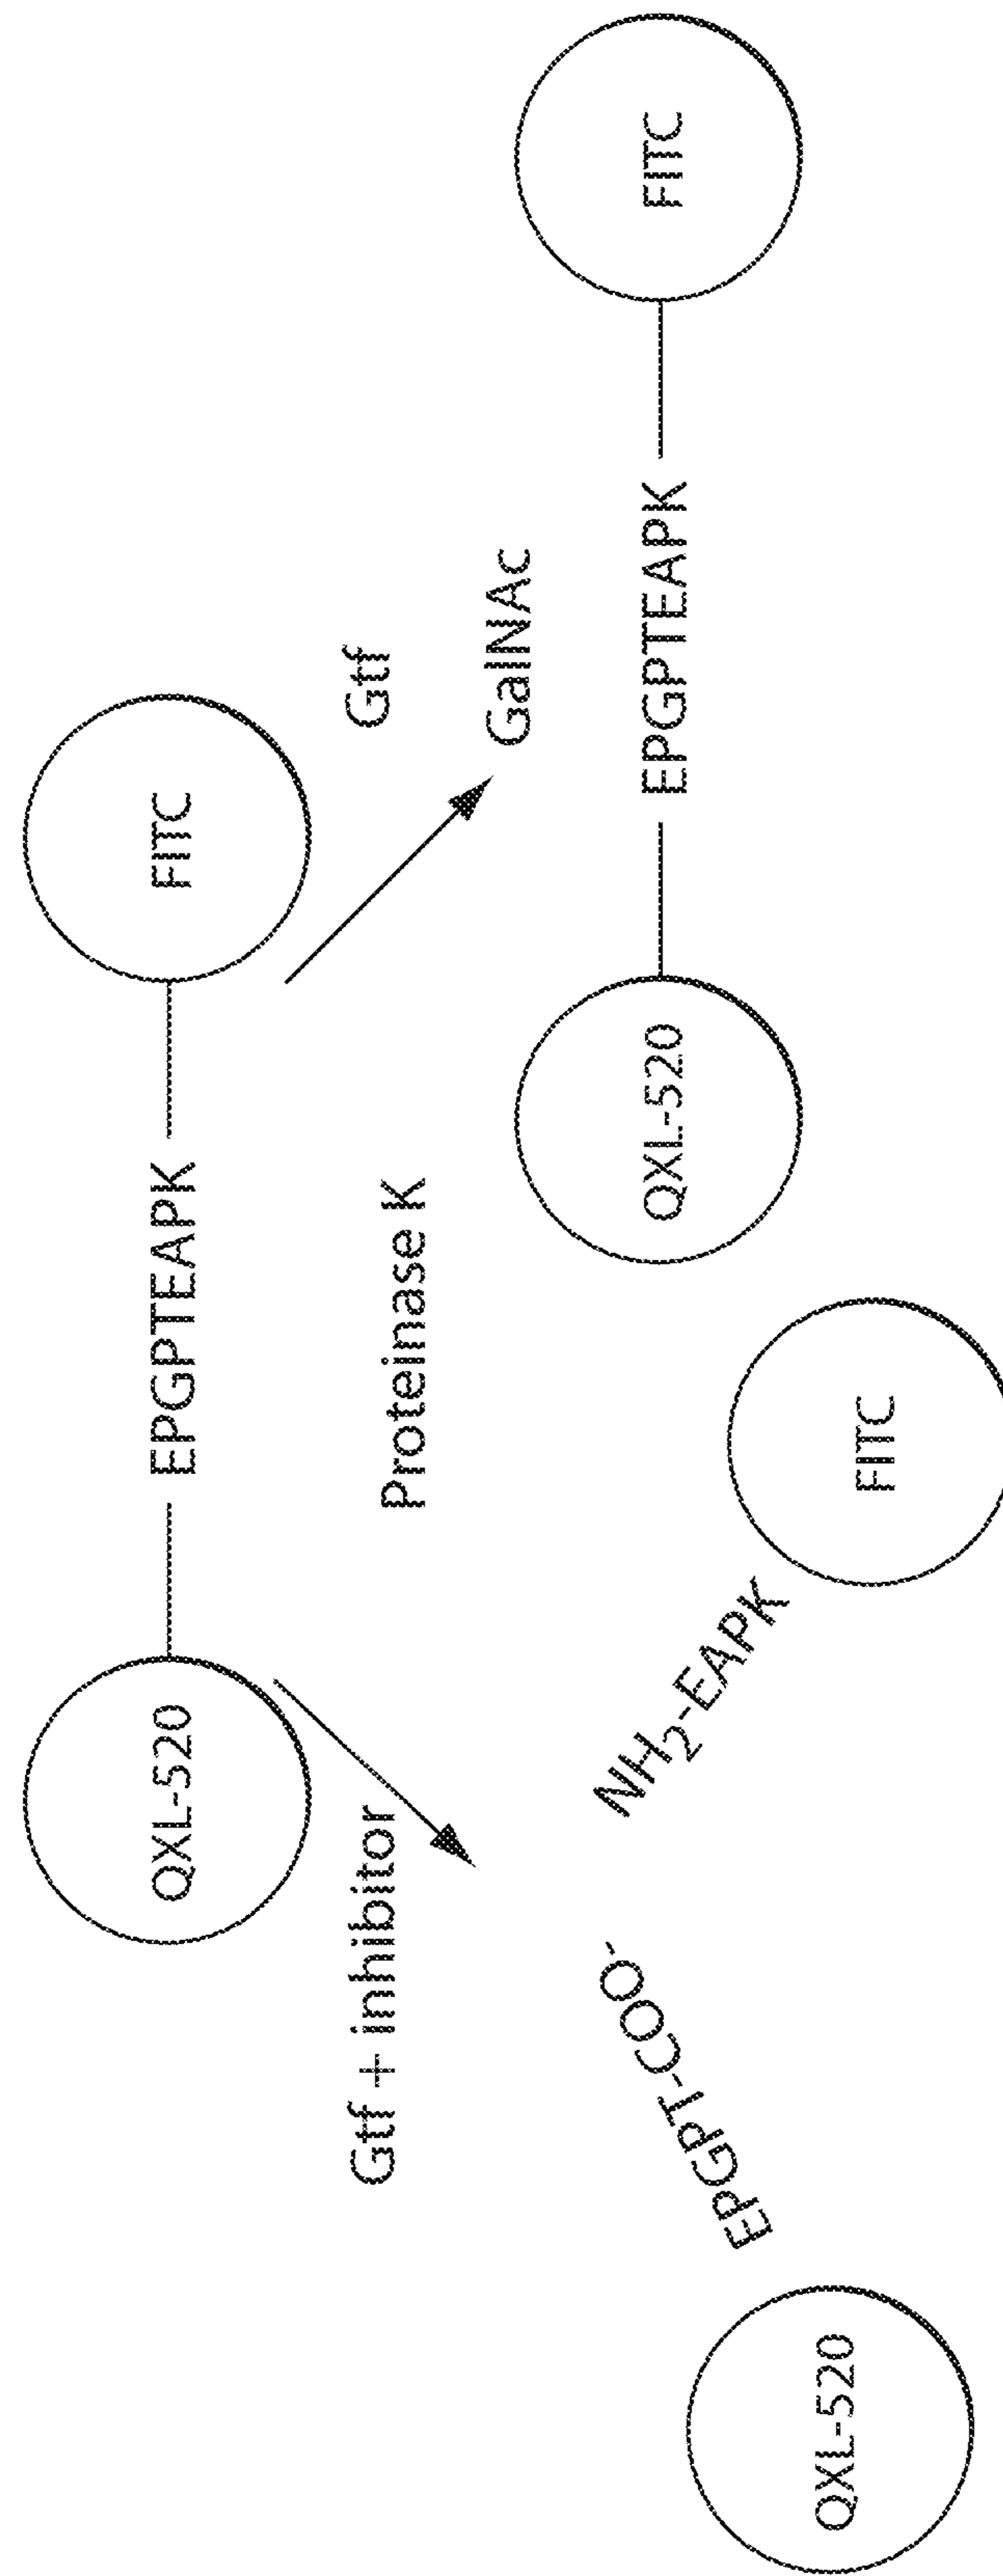 QXL-520
EPGPTEAPK
FITC
Gtf + inhibitor
Proteinase K
Gtf
GalNAc
QXL-520
EPGPT-COO-
NH2-EAPK
FITC
QXL-520
EPGPTEAPK
FITC